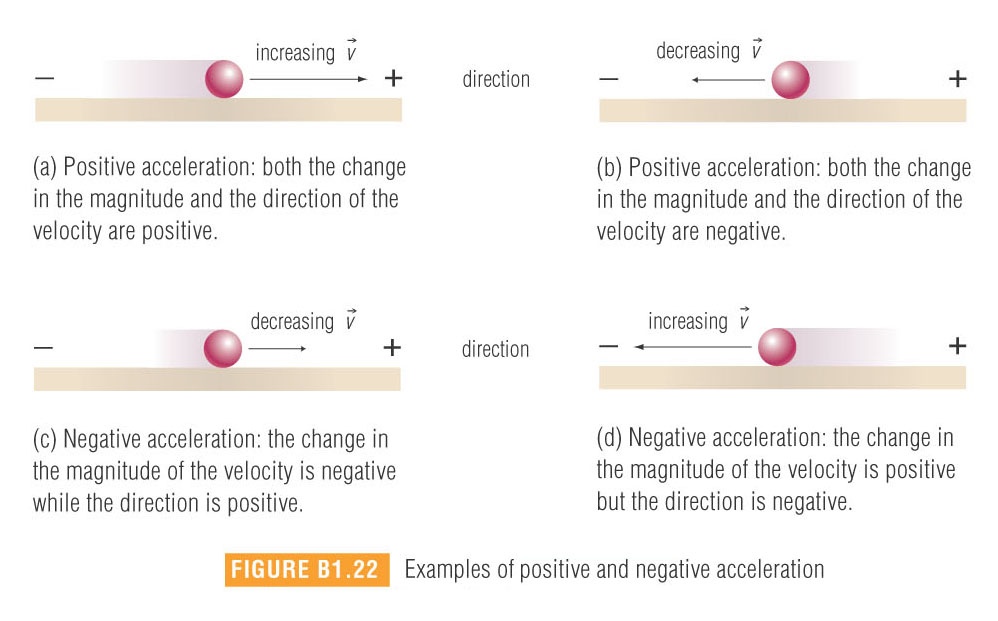 increasing v⃗
− +
(a) Positive acceleration: both the change
in the magnitude and the direction of the
velocity are positive.
direction
decreasing v⃗
− +
(b) Positive acceleration: both the change
in the magnitude and the direction of the
velocity are negative.
decreasing v⃗
− +
(c) Negative acceleration: the change in
the magnitude of the velocity is negative
while the direction is positive.
direction
increasing v⃗
− +
(d) Negative acceleration: the change in
the magnitude of the velocity is positive
but the direction is negative.
FIGURE B1.22 Examples of positive and negative acceleration